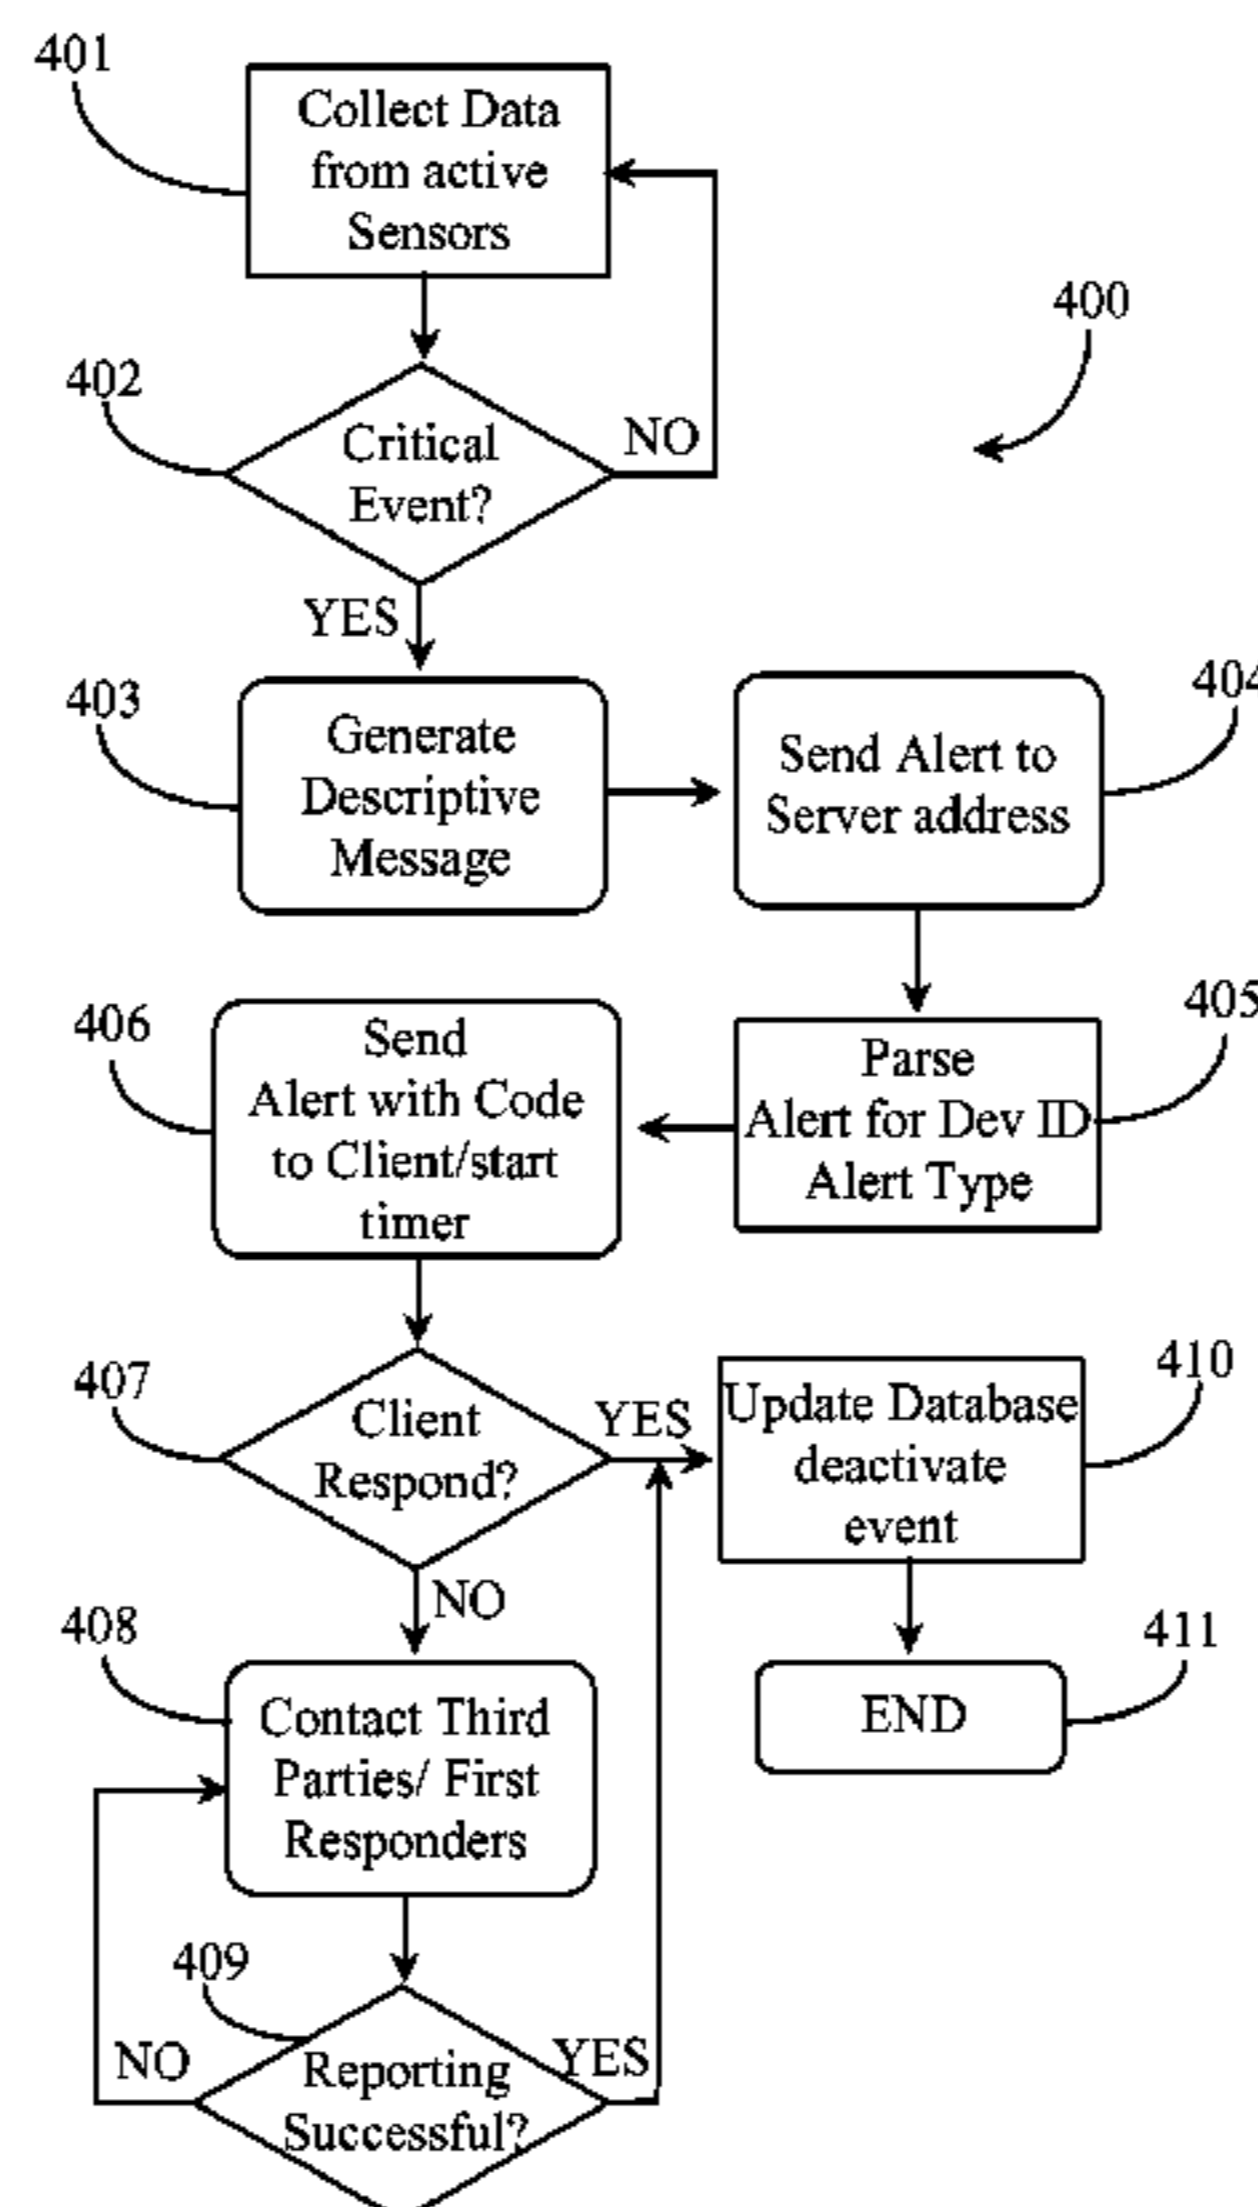 401
Collect Data
from active
Sensors
400
402
Critical
Event?
NO
YES
403
Generate
Descriptive
Message
404
Send Alert to
Server address
406
Send
Alert with Code
to Client/start
timer
405
Parse
Alert for Dev ID
Alert Type
407
Client
Respond?
YES
410
Update Database
deactivate
event
NO
408
Contact Third
Parties/ First
Responders
411
END
409
NO
Reporting
Successful?
YES